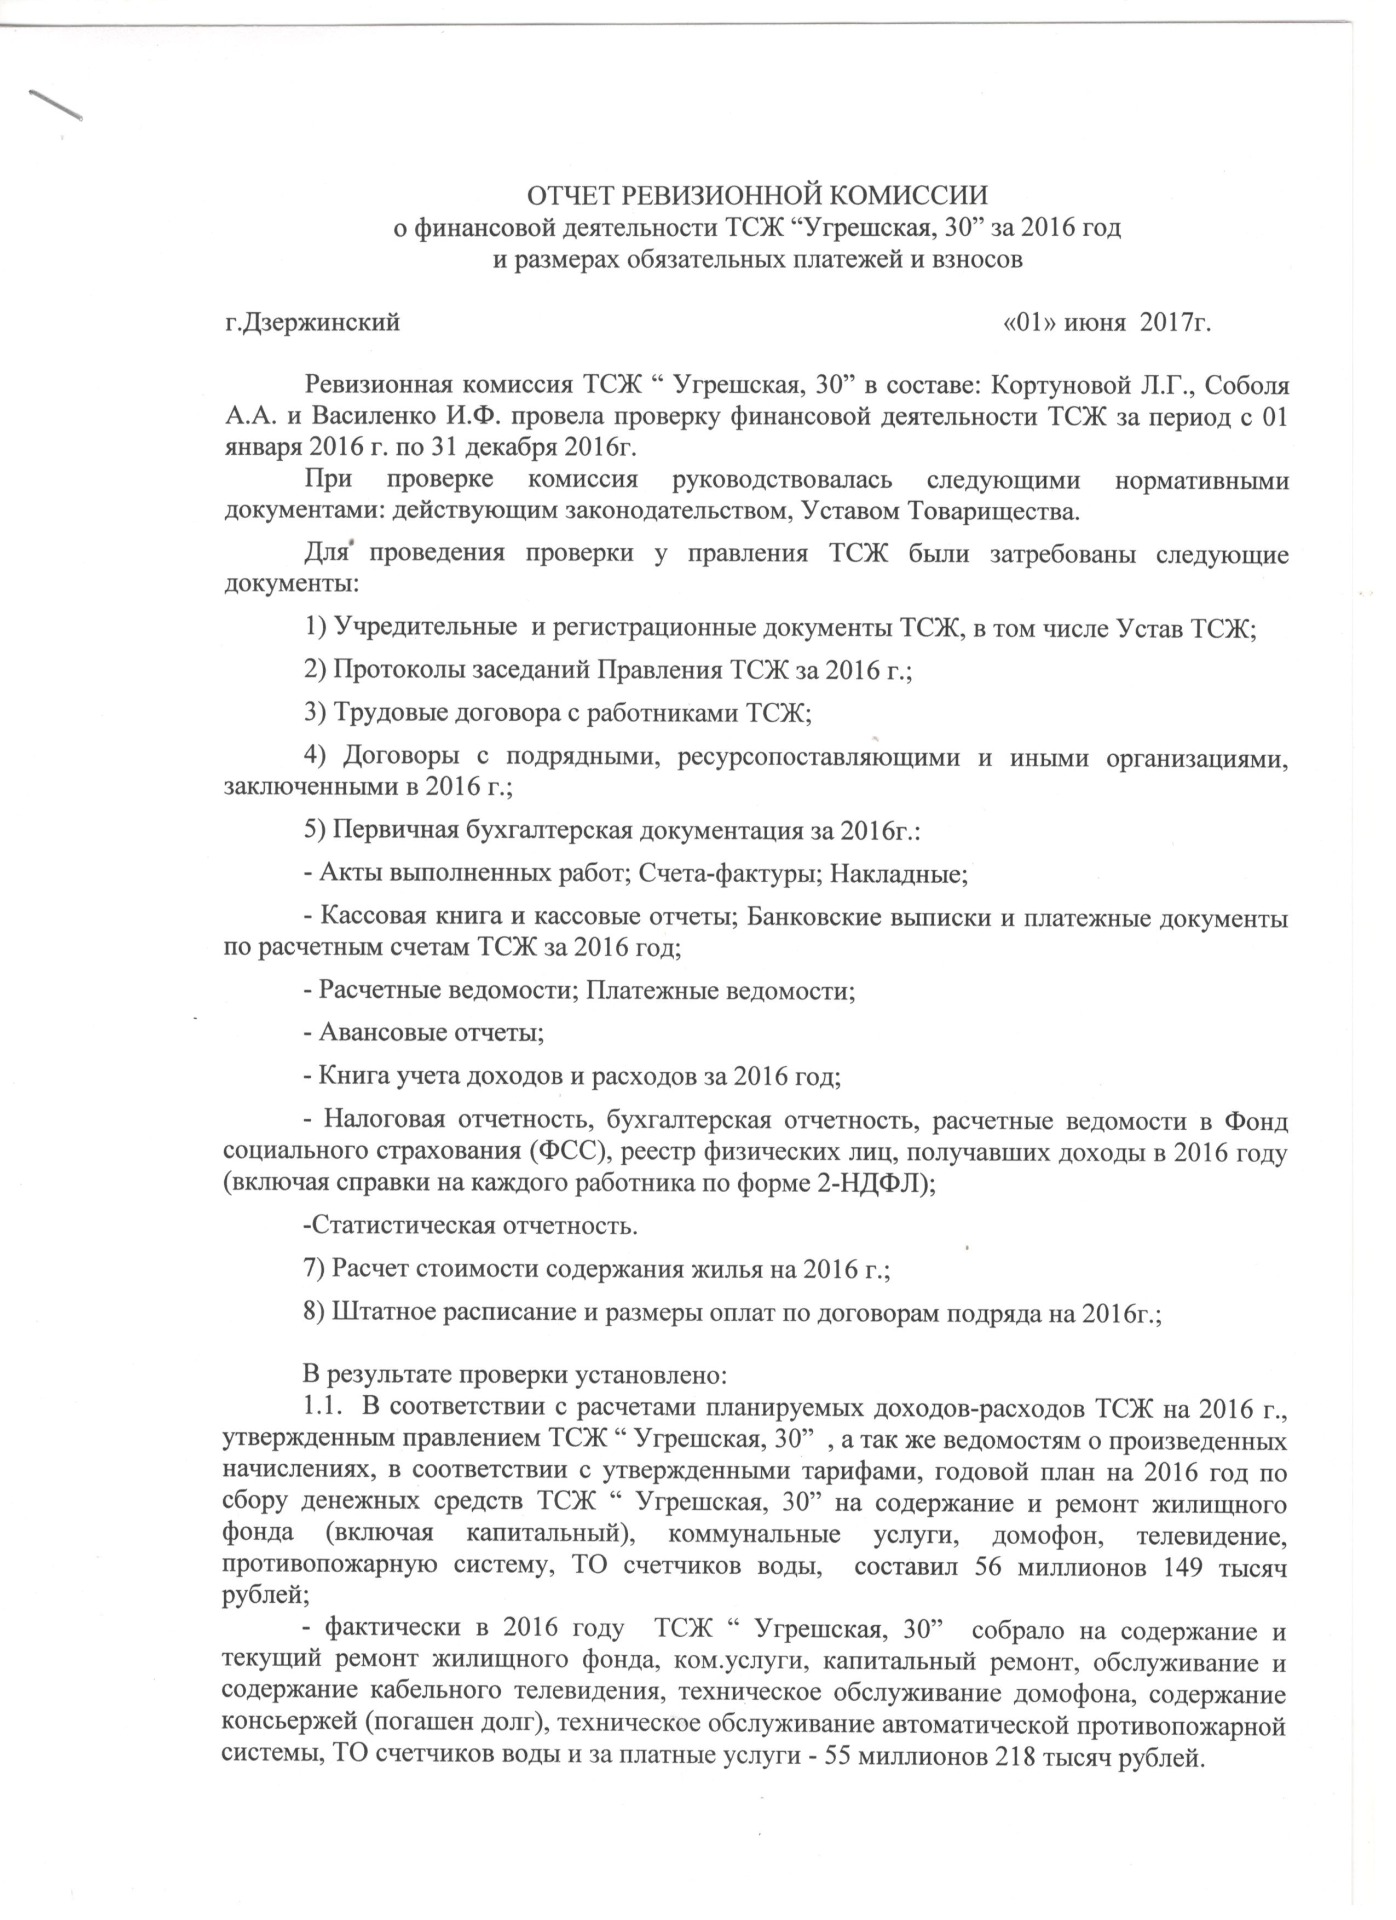 ОТЧЕТ РЕВИЗИОННОЙ КОМИССИИ
о финансовой деятельности ТСЖ “Угрешская, 30” за 2016 год
и размерах обязательных платежей и взносов
г.Дзержинский «01» июня 2017г.
Ревизионная комиссия ТСЖ “ Угрешская, 30” в составе: Кортуновой Л.Г., Соболя
А.А. и Василенко И.Ф. провела проверку финансовой деятельности ТСЖ за период с 01
января 2016 г. по 31 декабря 2016г.
При проверке комиссия руководствовалась следующими нормативными
документами: действующим законодательством, Уставом Товарищества.
Для проведения проверки у правления ТСЖ были затребованы следующие
документы:
1) Учредительные и регистрационные документы ТСЖ, в том числе Устав ТСЖ;
2) Протоколы заседаний Правления ТСЖ за 2016 г.;
3) Трудовые договора с работниками ТСЖ;
4) Договоры с подрядными, ресурсопоставляющими и иными организациями,
заключенными в 2016 г.;
5) Первичная бухгалтерская документация за 2016г.:
- Акты выполненных работ; Счета-фактуры; Накладные;
- Кассовая книга и кассовые отчеты; Банковские выписки и платежные документы
по расчетным счетам ТСЖ за 2016 год;
- Расчетные ведомости; Платежные ведомости;
- Авансовые отчеты;
- Книга учета доходов и расходов за 2016 год;
- Налоговая отчетность, бухгалтерская отчетность, расчетные ведомости в Фонд
социального страхования (ФСС), реестр физических лиц, получавших доходы в 2016 году
(включая справки на каждого работника по форме 2-НДФЛ);
-Статистическая отчетность.
7) Расчет стоимости содержания жилья на 2016 г.;
8) Штатное расписание и размеры оплат по договорам подряда на 2016г.;
В результате проверки установлено:
1.1. В соответствии с расчетами планируемых доходов-расходов ТСЖ на 2016 г.,
утвержденным правлением ТСЖ “ Угрешская, 30” , а так же ведомостям о произведенных
начислениях, в соответствии с утвержденными тарифами, годовой план на 2016 год по
сбору денежных средств ТСЖ “ Угрешская, 30” на содержание и ремонт жилищного
фонда (включая капитальный), коммунальные услуги, домофон, телевидение,
противопожарную систему, ТО счетчиков воды, составил 56 миллионов 149 тысяч
рублей;
- фактически в 2016 году ТСЖ “ Угрешская, 30” собрало на содержание и
текущий ремонт жилищного фонда, ком.услуги, капитальный ремонт, обслуживание и
содержание кабельного телевидения, техническое обслуживание домофона, содержание
консьержей (погашен долг), техническое обслуживание автоматической противопожарной
системы, ТО счетчиков воды и за платные услуги - 55 миллионов 218 тысяч рублей.